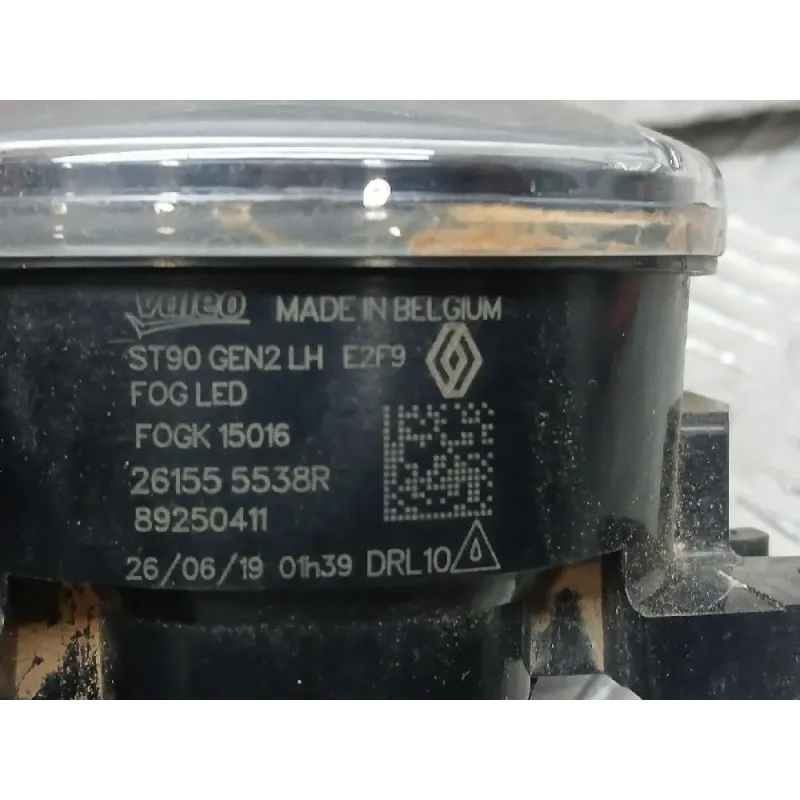 Valeo MADE IN BELGIUM
ST90 GEN2 LH E2F9
FOG LED
FOGK 15016
26155 5538R
89250411
26/06/19 01h39 DRL10